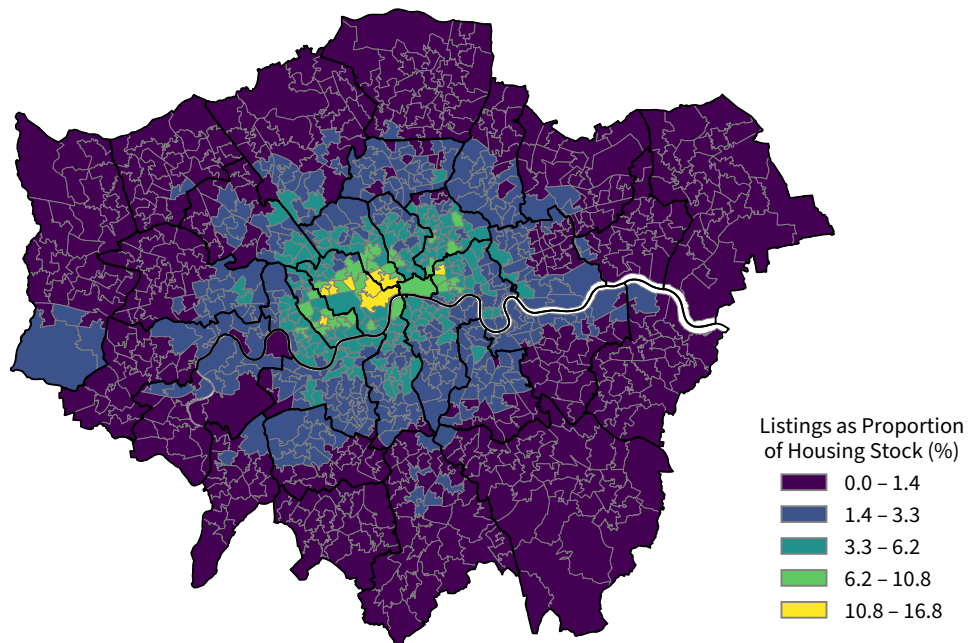 Listings as Proportion
of Housing Stock (%)
0.0 – 1.4
1.4 – 3.3
3.3 – 6.2
6.2 – 10.8
10.8 – 16.8